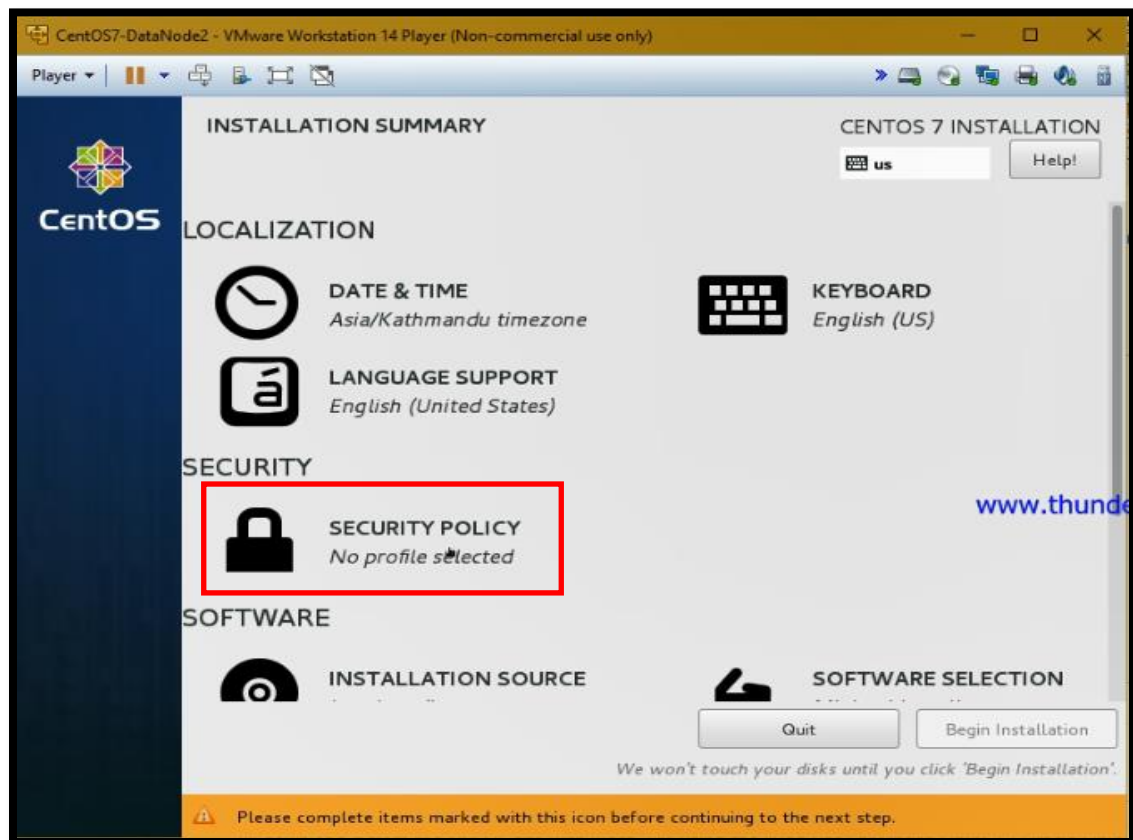 CentOS7-DataNode2 - VMware Workstation 14 Player (Non-commercial use only)
Player
INSTALLATION SUMMARY
CENTOS 7 INSTALLATION
us
Help!
CentOS
LOCALIZATION
DATE & TIME
Asia/Kathmandu timezone
KEYBOARD
English (US)
á
LANGUAGE SUPPORT
English (United States)
SECURITY
www.thunde
SECURITY POLICY
No profile selected
SOFTWARE
INSTALLATION SOURCE
SOFTWARE SELECTION
Quit
Begin Installation
We won't touch your disks until you click 'Begin Installation'.
Please complete items marked with this icon before continuing to the next step.